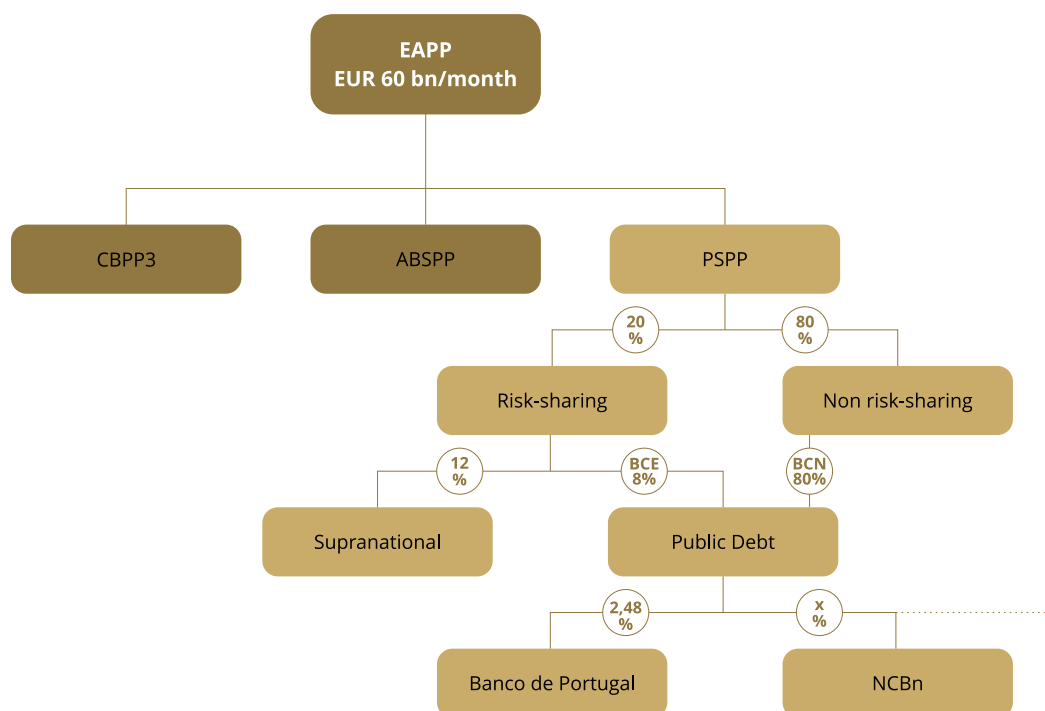 EAPP
EUR 60 bn/month
CBPP3
ABSPP
PSPP
20
%
80
%
Risk-sharing
Non risk-sharing
12
%
BCE
8%
BCN
80%
Supranational
Public Debt
2,48
%
x
%
Banco de Portugal
NCBn